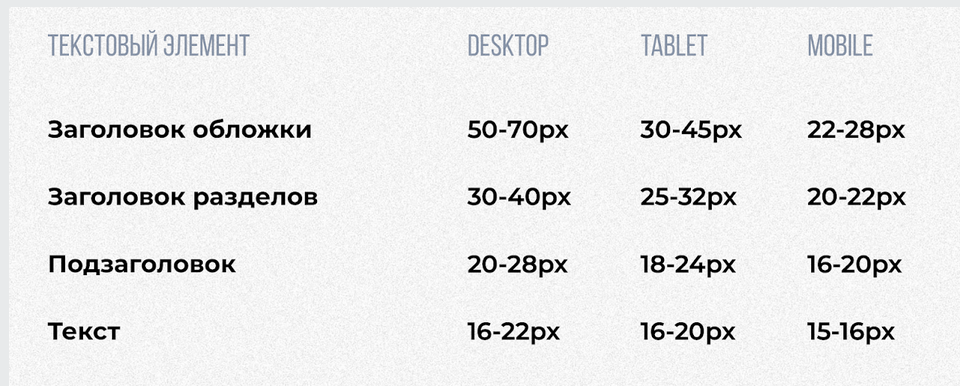 ТЕКСТОВЫЙ ЭЛЕМЕНТ DESKTOP TABLET MOBILE
Заголовок обложки 50-70px 30-45px 22-28px
Заголовок разделов 30-40px 25-32px 20-22px
Подзаголовок 20-28px 18-24px 16-20px
Текст 16-22px 16-20px 15-16px